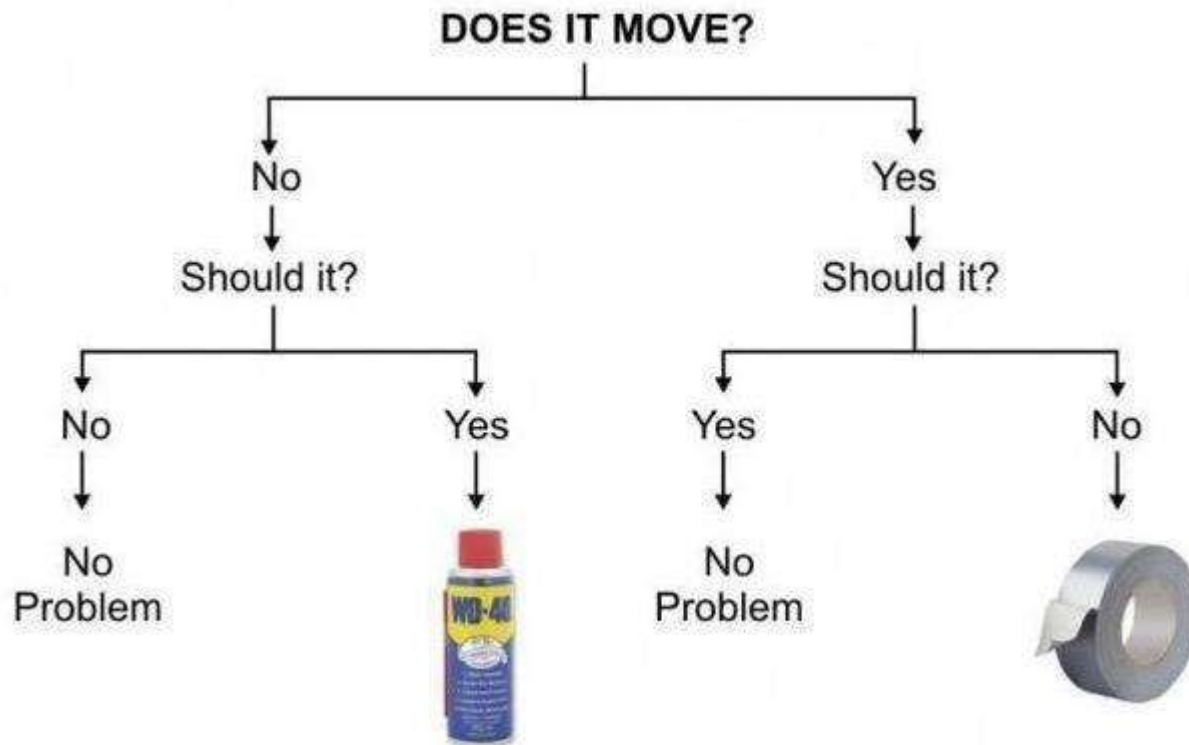 DOES IT MOVE?
No
Yes
Should it?
Should it?
No
Yes
Yes
No
No
Problem
WD-40
No
Problem